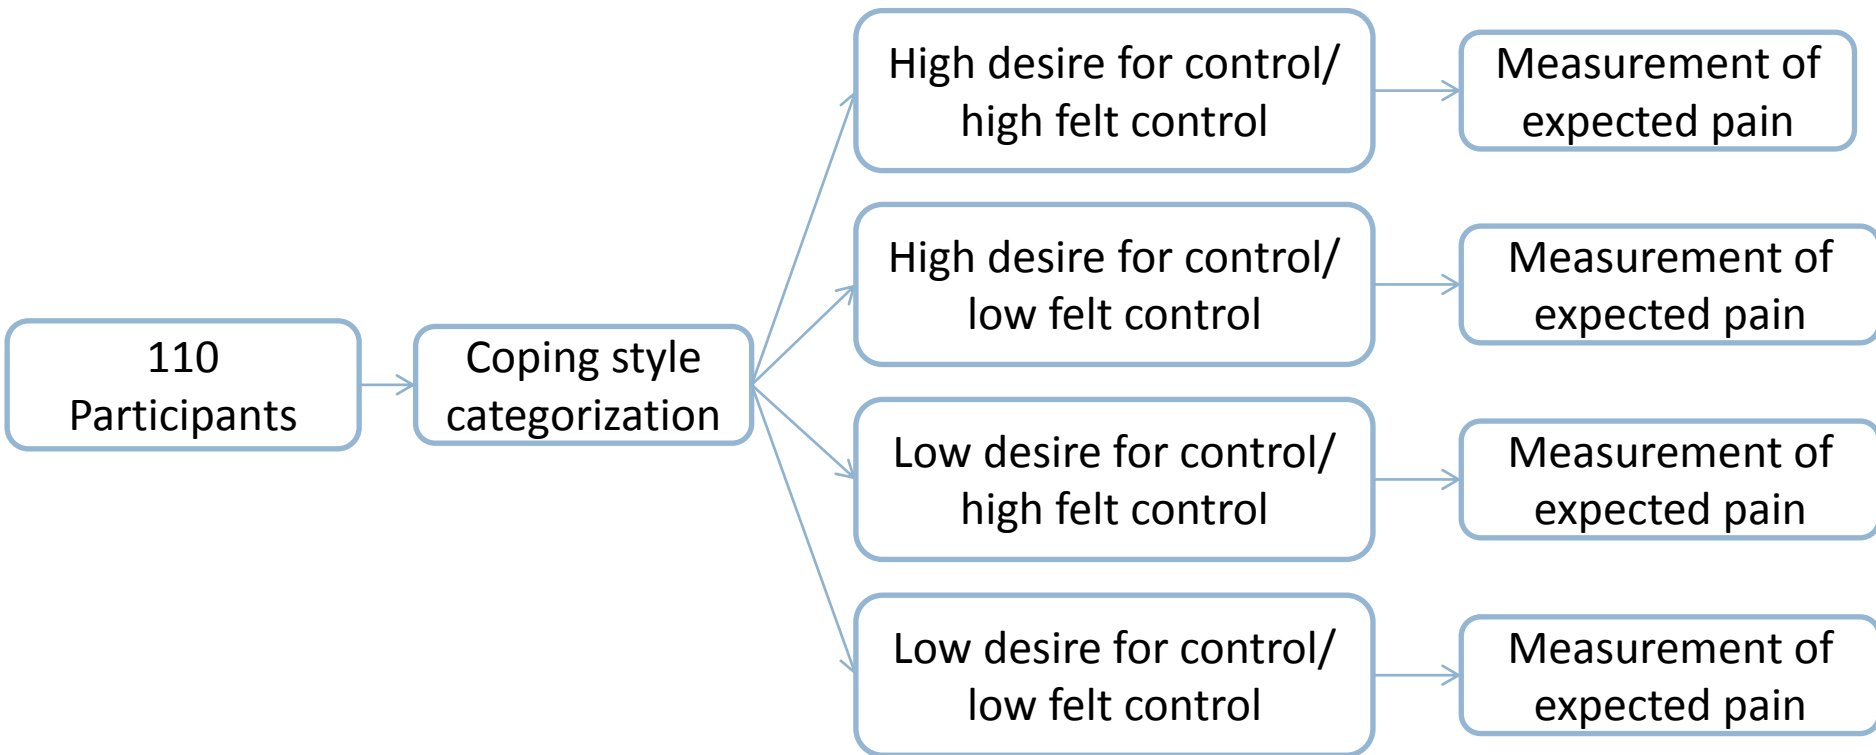 110
Participants
Coping style
categorization
High desire for control/
high felt control
Measurement of
expected pain
High desire for control/
low felt control
Measurement of
expected pain
Low desire for control/
high felt control
Measurement of
expected pain
Low desire for control/
low felt control
Measurement of
expected pain